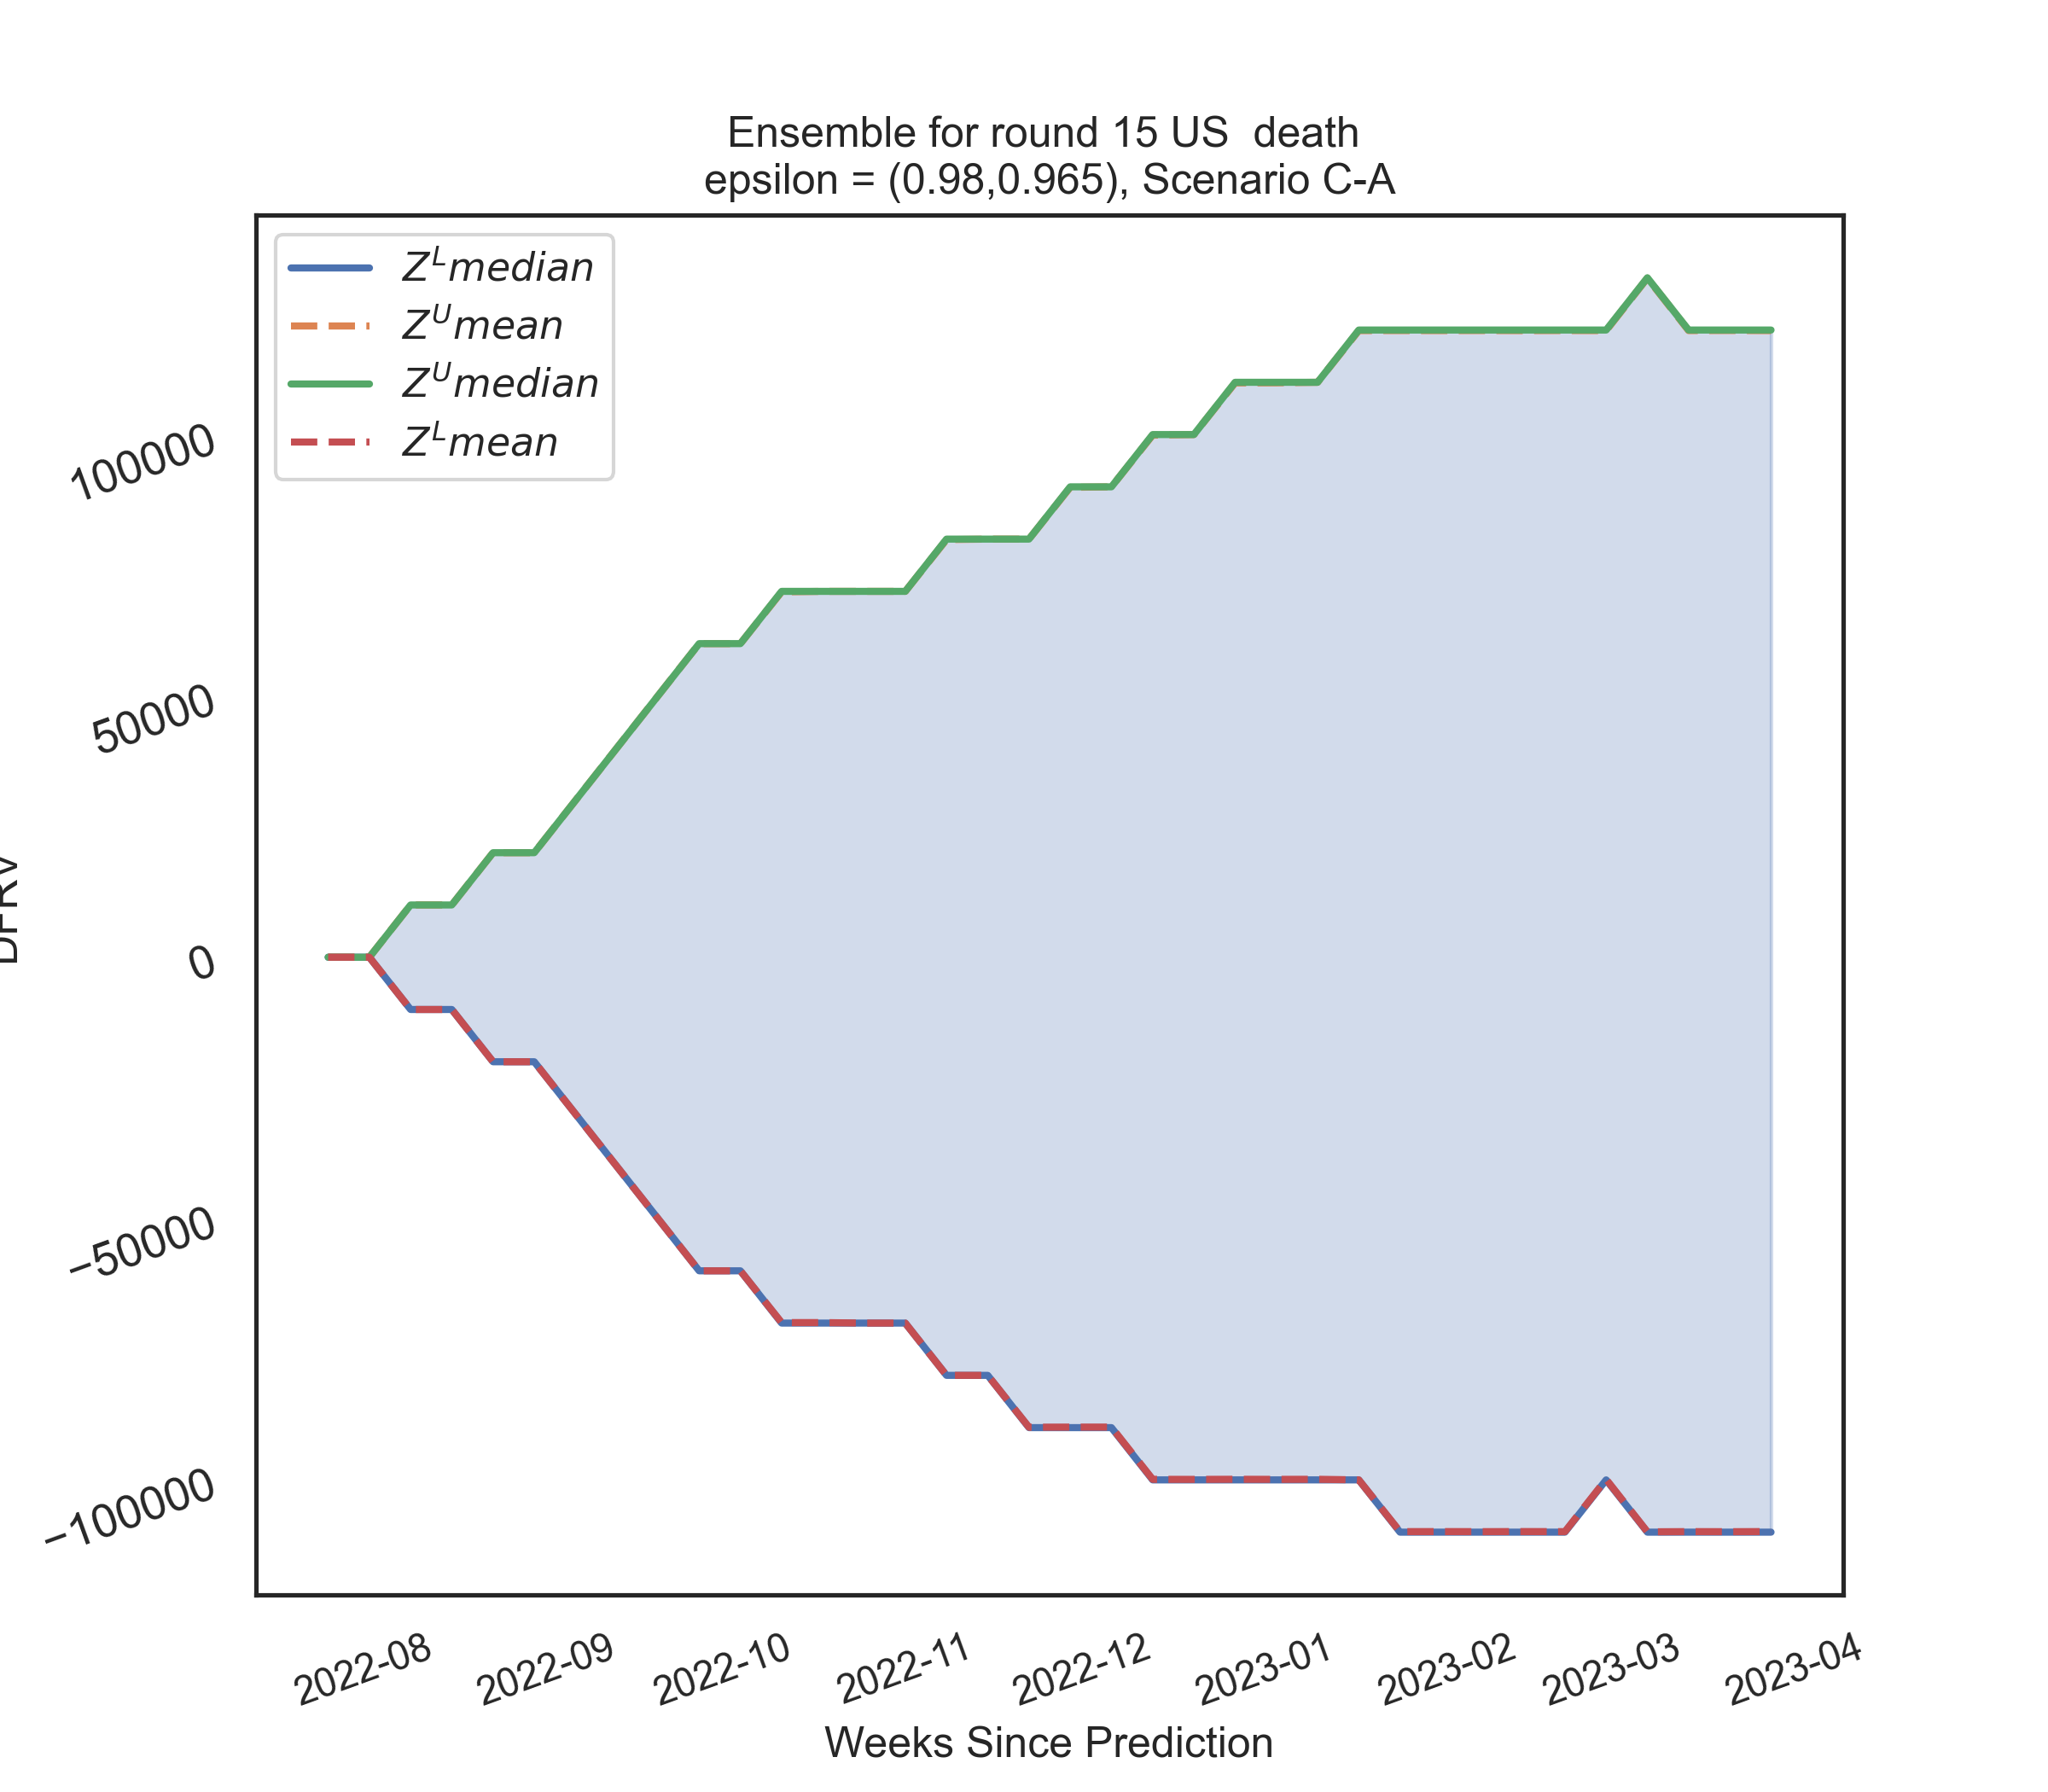 Ensemble for round 15 US  death
epsilon = (0.98,0.965), Scenario C-A
Z^L median
Z^U mean
Z^U median
Z^L mean
100000
50000
0
−50000
−100000
2022-08
2022-09
2022-10
2022-11
2022-12
2023-01
2023-02
2023-03
2023-04
Weeks Since Prediction